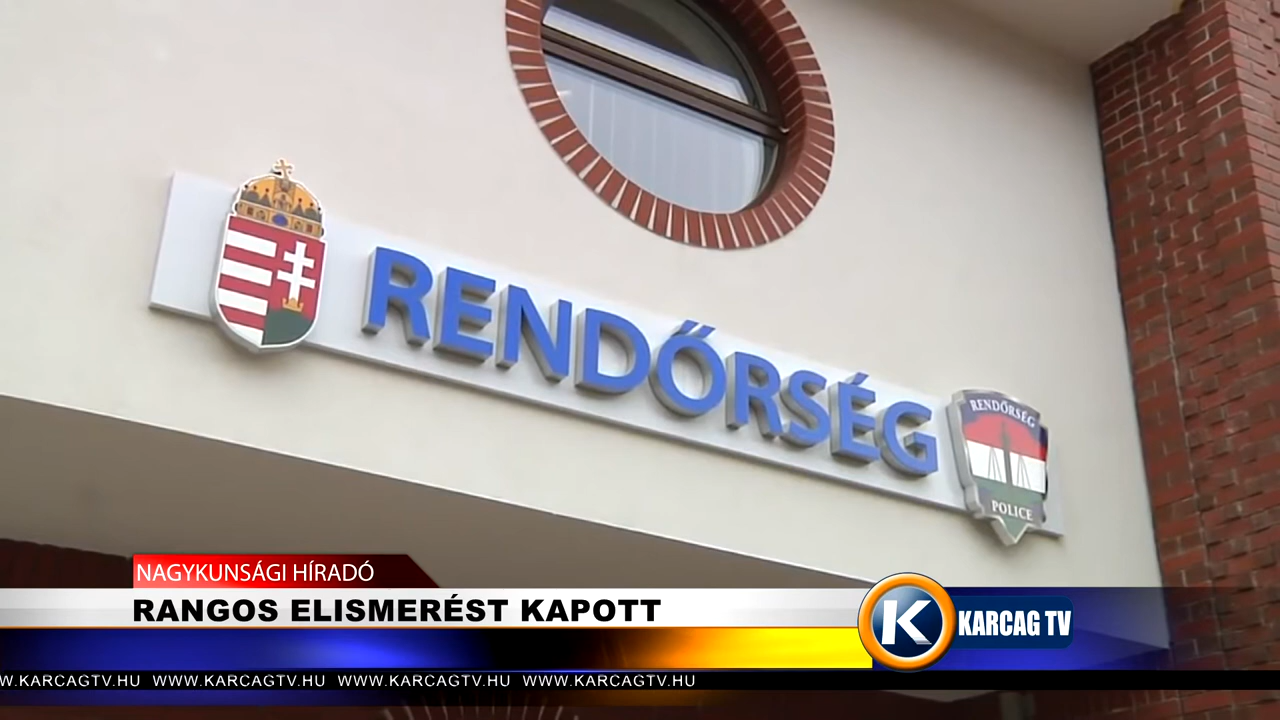 RENDŐRSÉG
RENDŐRSÉG
POLICE
NAGYKUNSÁGI HÍRADÓ
RANGOS ELISMERÉST KAPOTT
K KARCAG TV
W.KARCAGTV.HU WWW.KARCAGTV.HU WWW.KARCAGTV.HU WWW.KARCAGTV.HU